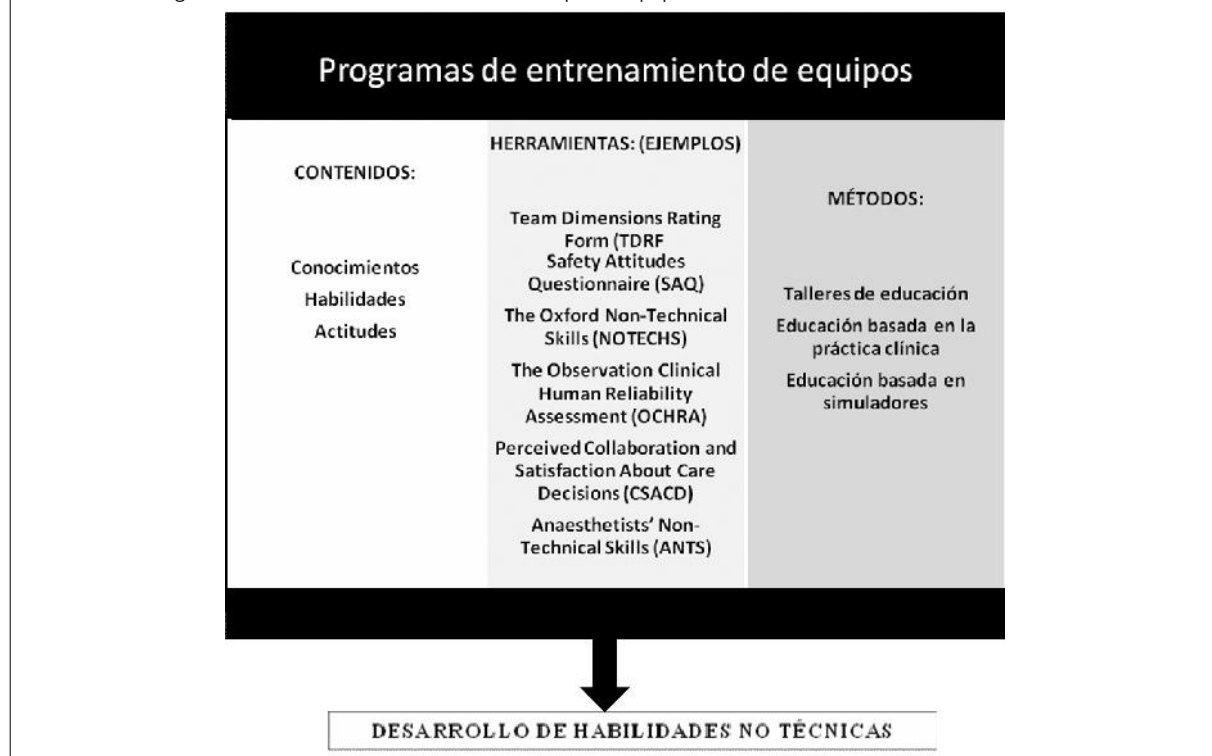 Programas de entrenamiento de equipos
CONTENIDOS:
Conocimientos
Habilidades
Actitudes
HERRAMIENTAS: (EJEMPLOS)
Team Dimensions Rating
Form (TDRF
Safety Attitudes
Questionnaire (SAQ)
The Oxford Non-Technical
Skills (NOTECHS)
The Observation Clinical
Human Reliability
Assessment (OCHRA)
Perceived Collaboration and
Satisfaction About Care
Decisions (CSACD)
Anaesthetists' Non-
Technical Skills (ANTS)
MÉTODOS:
Talleres de educación
Educación basada en la
práctica clínica
Educación basada en
simuladores
DESARROLLO DE HABILIDADES NO TÉCNICAS